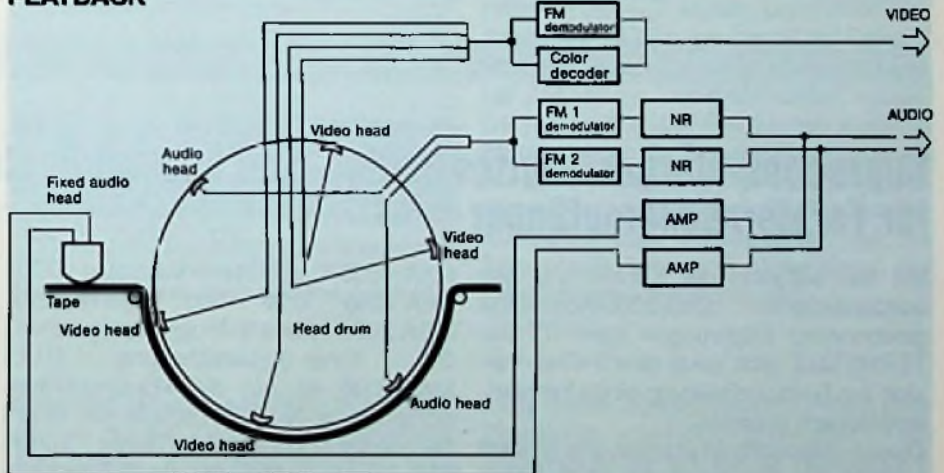 PLAYBACK
VIDEO
FM
demodulator
Color
decoder
AUDIO
FM 1
demodulator
NR
FM 2
demodulator
NR
AMP
AMP
Video head
Audio
head
Fixed audio
head
Video
head
Tape
Video head
Head drum
Audio head
Video head